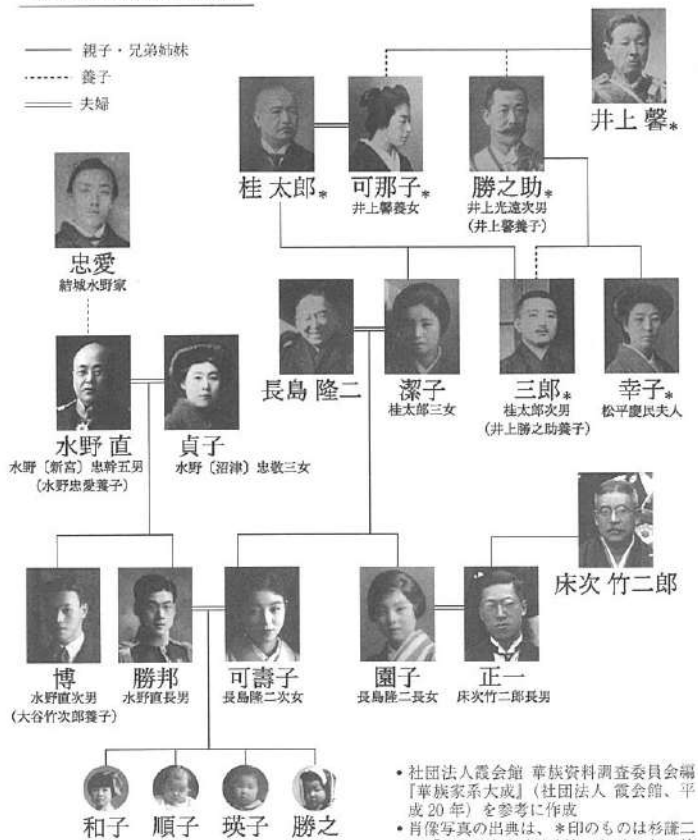 親子・兄弟姉妹
養子
夫婦
井上 馨*
桂 太郎*
可那子*
井上馨養女
勝之助*
井上光遠次男
(井上馨養子)
忠愛
結城水野家
長島 隆二
潔子
桂太郎三女
三郎*
桂太郎次男
(井上勝之助養子)
幸子*
松平慶民夫人
水野 直
水野〔新宮〕忠幹五男
(水野忠愛養子)
貞子
水野〔沼津〕忠敬三女
床次 竹二郎
博
水野直次男
(大谷竹次郎養子)
勝邦
水野直長男
可壽子
長島隆二次女
園子
長島隆二長女
正一
床次竹二郎長男
和子
順子
瑛子
勝之
• 社団法人霞会館 華族資料調査委員会編
『華族家系大成』（社団法人 霞会館、平
成20年）を参考に作成
• 肖像写真の出典は、*印のものは杉謙二